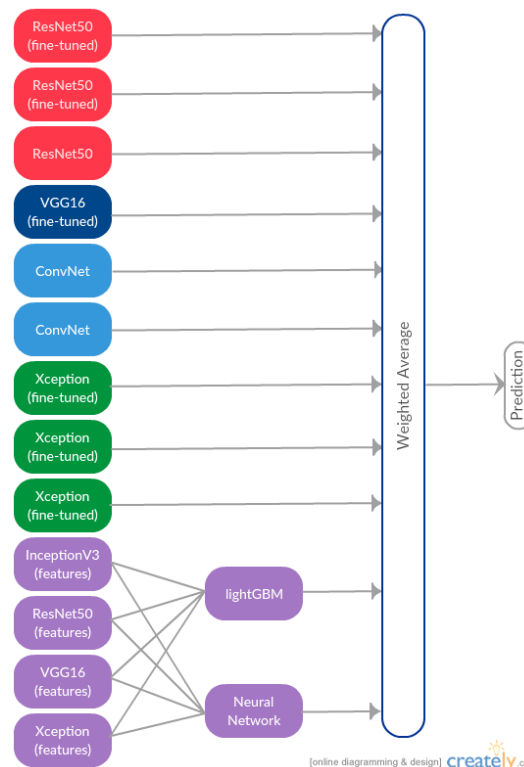 ResNet50
(fine-tuned)
ResNet50
(fine-tuned)
ResNet50
VGG16
(fine-tuned)
ConvNet
ConvNet
Xception
(fine-tuned)
Xception
(fine-tuned)
Xception
(fine-tuned)
InceptionV3
(features)
ResNet50
(features)
VGG16
(features)
Xception
(features)
lightGBM
Neural
Network
Weighted Average
Prediction
[online diagramming & design] creately.c